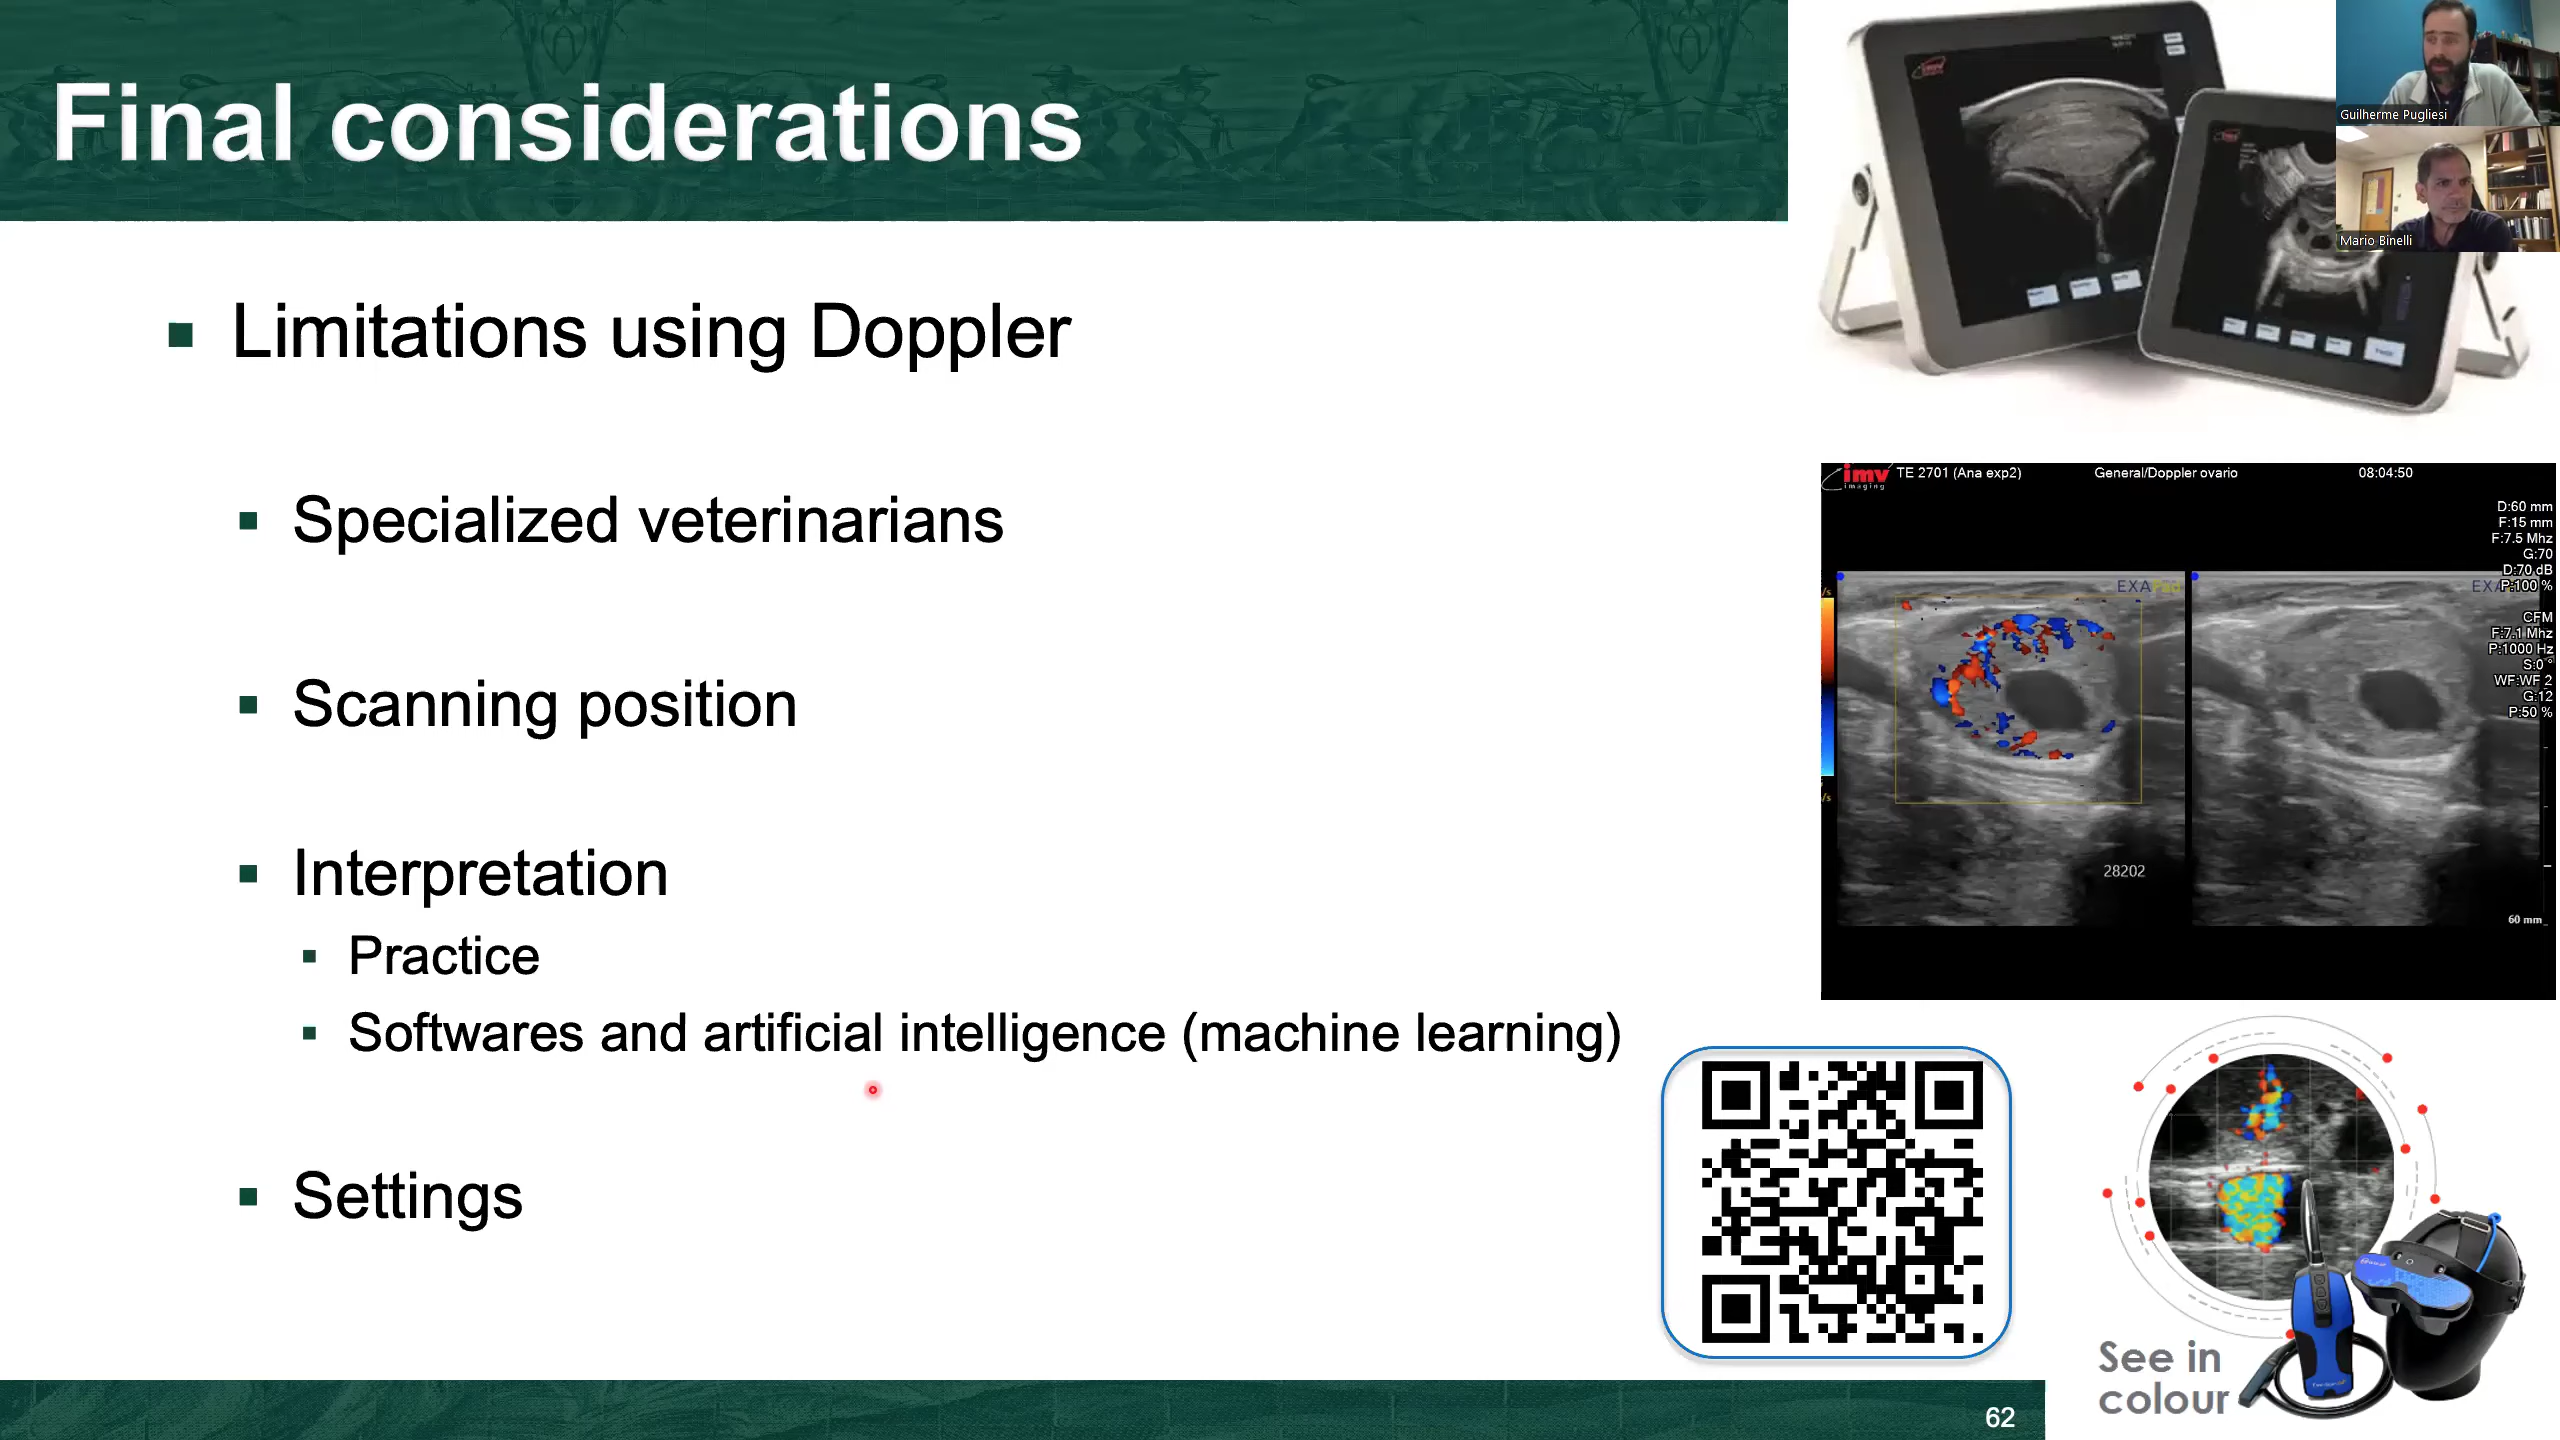 Final considerations
Guilherme Pugliesi
Mario Binelli
Limitations using Doppler
Specialized veterinarians
Scanning position
Interpretation
Practice
Softwares and artificial intelligence (machine learning)
Settings
imv
imaging
TE 2701 (Ana exp2)
General/Doppler ovario
08:04:50
D:60 mm
F:15 mm
F:7.5 Mhz
G:70
D:70 dB
P:100 %
CFM
F:7.1 Mhz
P:1000 Hz
S:0 °
WF:WF 2
G:12
P:50 %
EXAPad
28202
60 mm
See in
colour
62